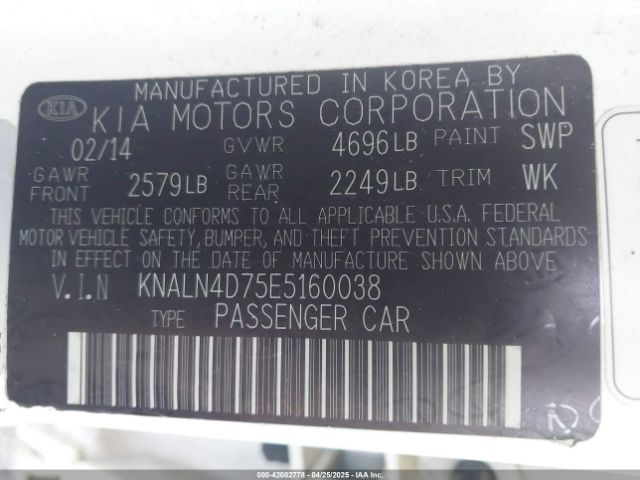 MANUFACTURED IN KOREA BY
KIA KIA MOTORS CORPORATION
02/14 GVWR 4696LB PAINT SWP
GAWR FRONT 2579LB GAWR REAR 2249LB TRIM WK
THIS VEHICLE CONFORMS TO ALL APPLICABLE U.S.A. FEDERAL
MOTOR VEHICLE SAFETY, BUMPER, AND THEFT PREVENTION STANDARDS
IN EFFECT ON THE DATE OF MANUFACTURE SHOWN ABOVE.
V.I.N KNALN4D75E5160038
TYPE PASSENGER CAR
000-42082778 - 04/25/2025 - COPYRIGHT IAA